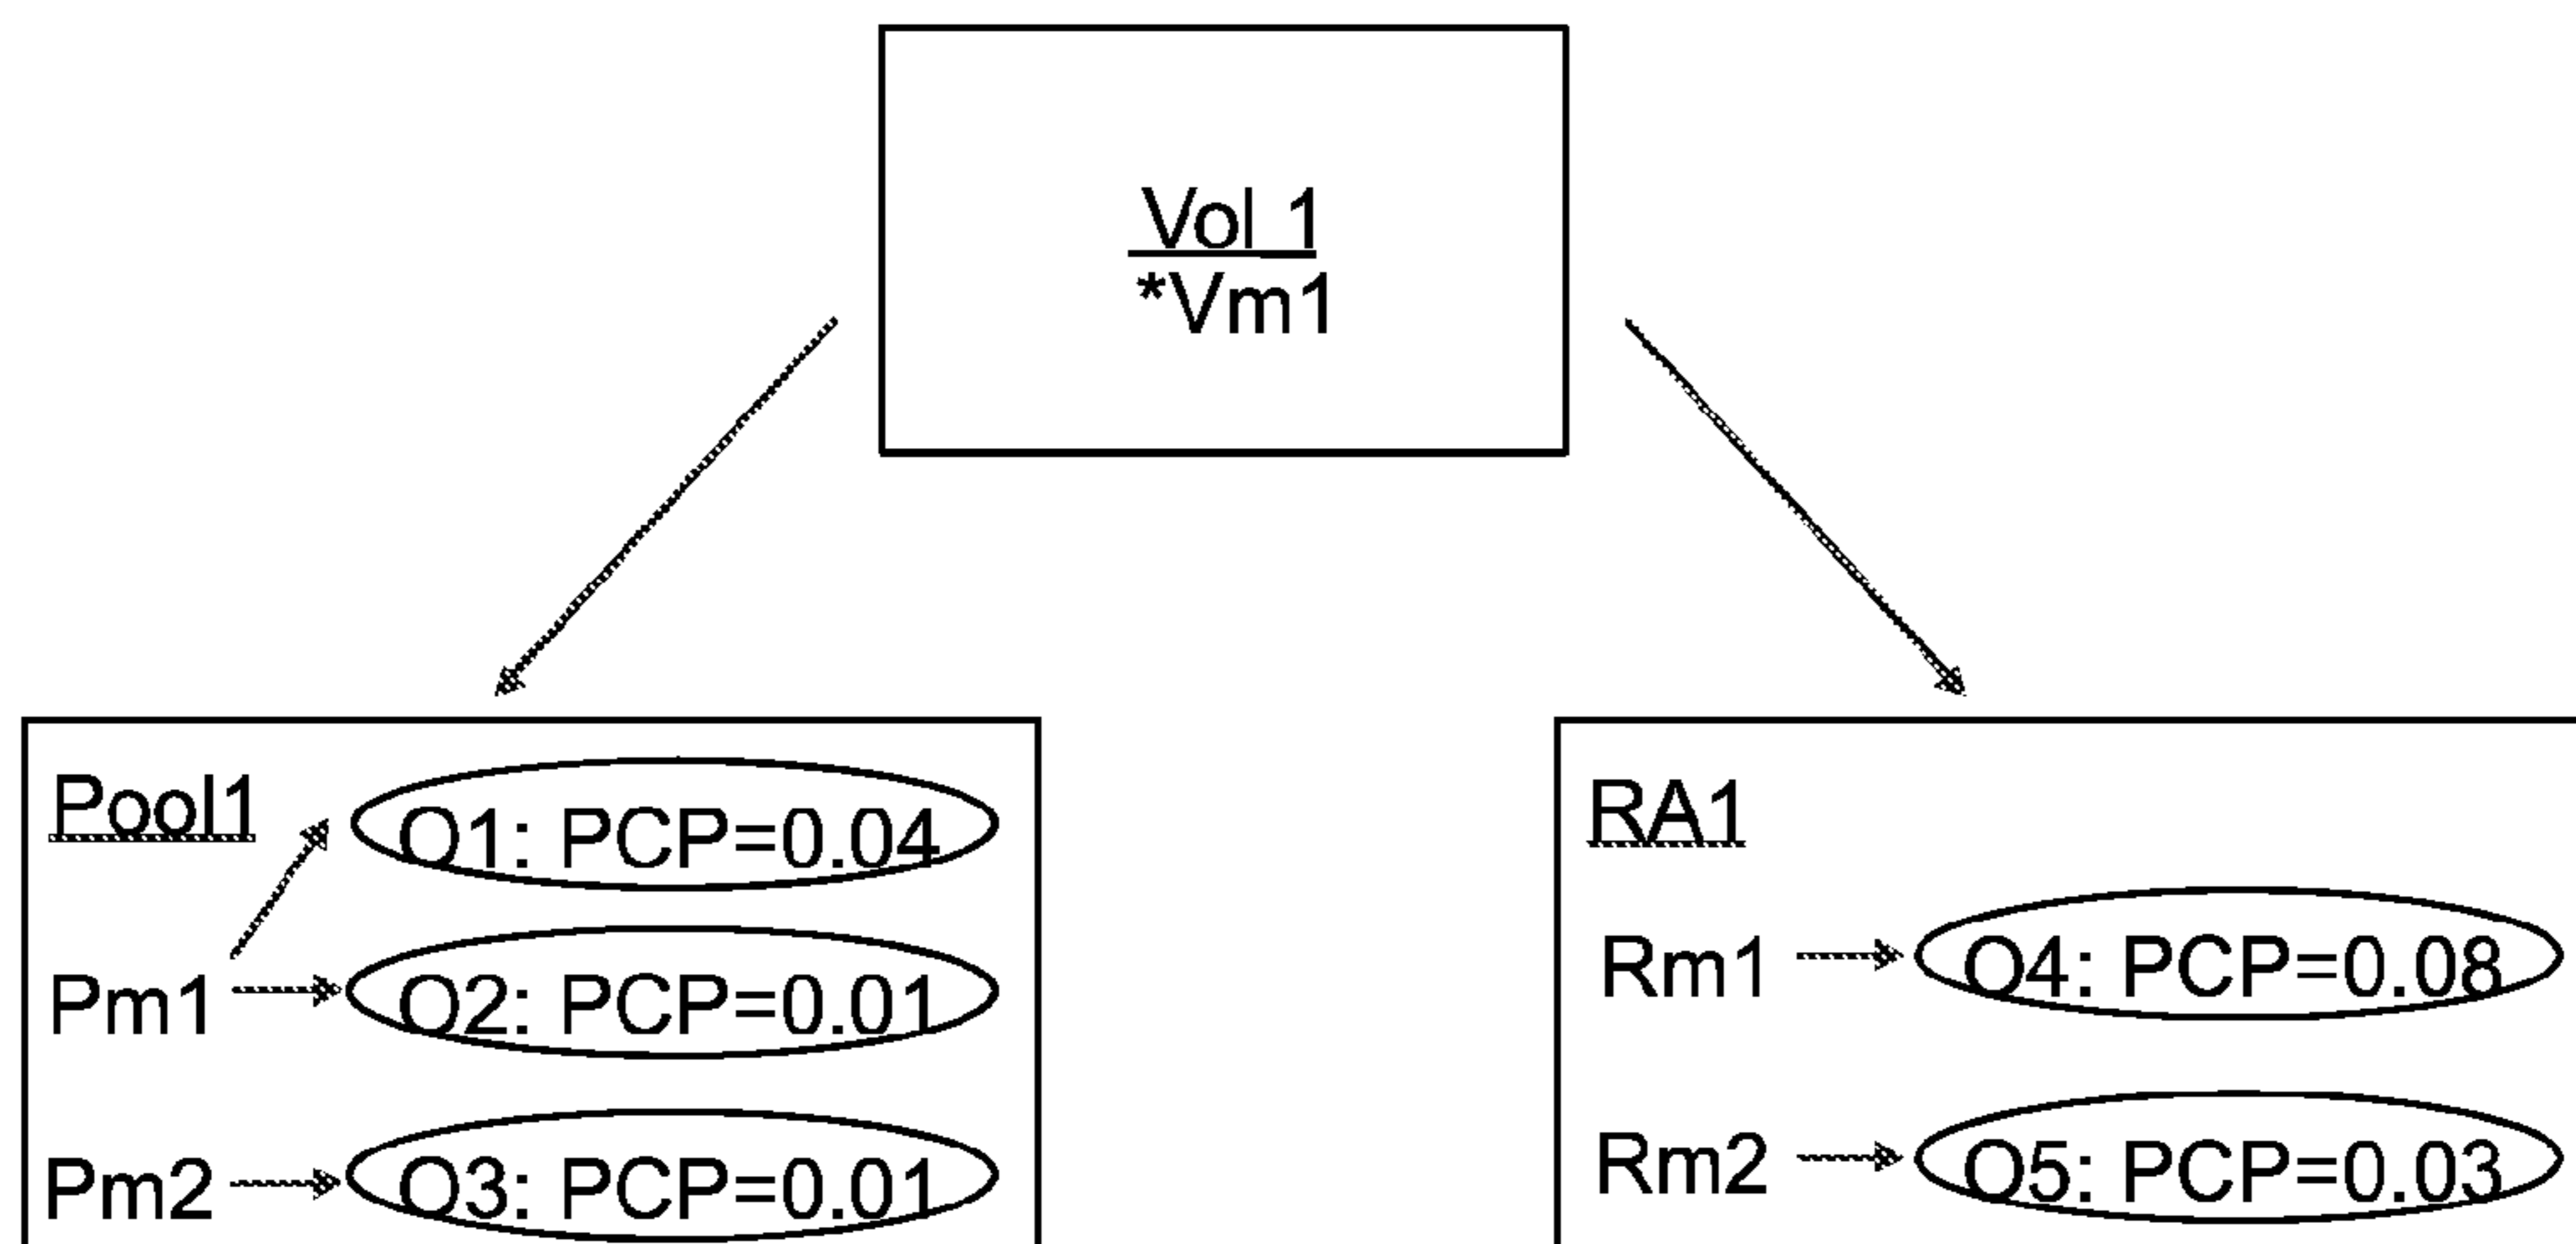 Vol 1
*Vm1
Pool1
O1: PCP=0.04
Pm1
O2: PCP=0.01
Pm2
O3: PCP=0.01
RA1
Rm1
O4: PCP=0.08
Rm2
O5: PCP=0.03